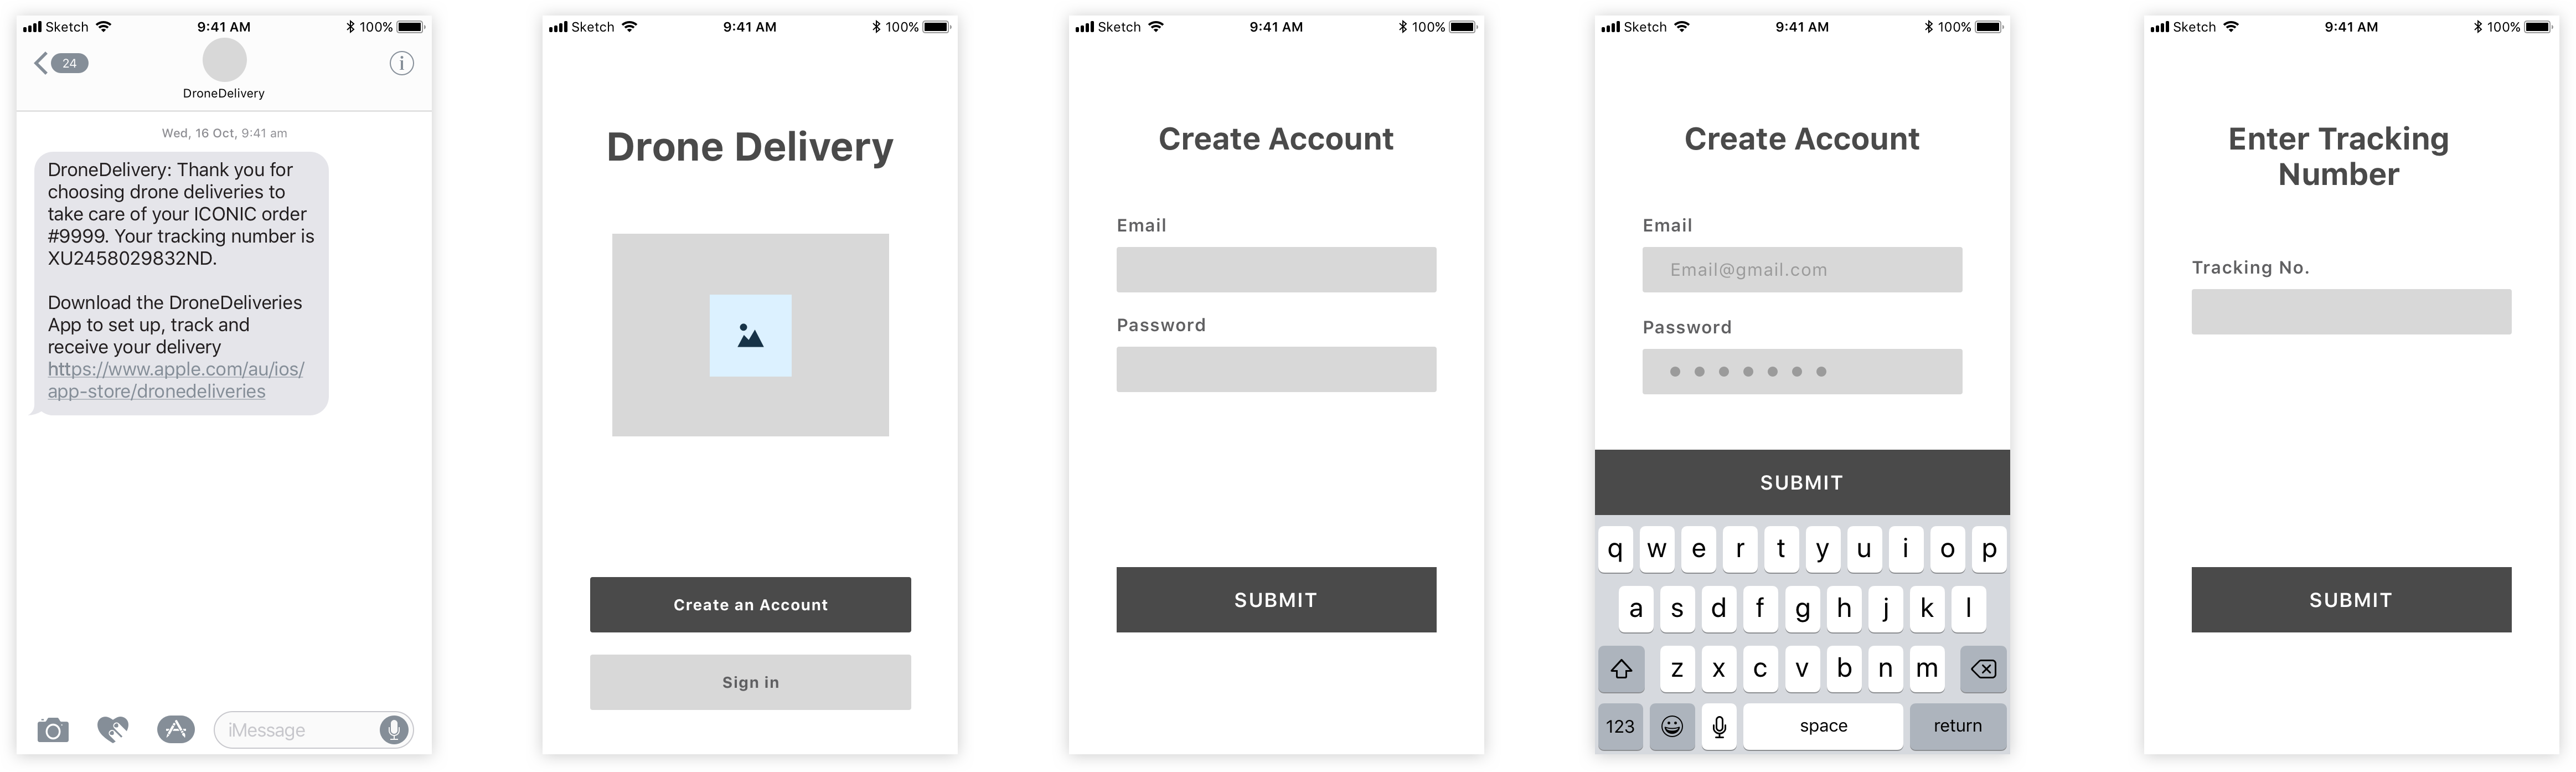 Sketch 9:41 AM 100%
24
i
DroneDelivery
Wed, 16 Oct, 9:41 am
DroneDelivery: Thank you for
choosing drone deliveries to
take care of your ICONIC order
#9999. Your tracking number is
XU2458029832ND.
Download the DroneDeliveries
App to set up, track and
receive your delivery
https://www.apple.com/au/ios/
app-store/dronedeliveries
iMessage
Sketch 9:41 AM 100%
Drone Delivery
Create an Account
Sign in
Sketch 9:41 AM 100%
Create Account
Email
Password
SUBMIT
Sketch 9:41 AM 100%
Create Account
Email
Email@gmail.com
Password
SUBMIT
q w e r t y u i o p
a s d f g h j k l
z x c v b n m
123 space return
Sketch 9:41 AM 100%
Enter Tracking
Number
Tracking No.
SUBMIT